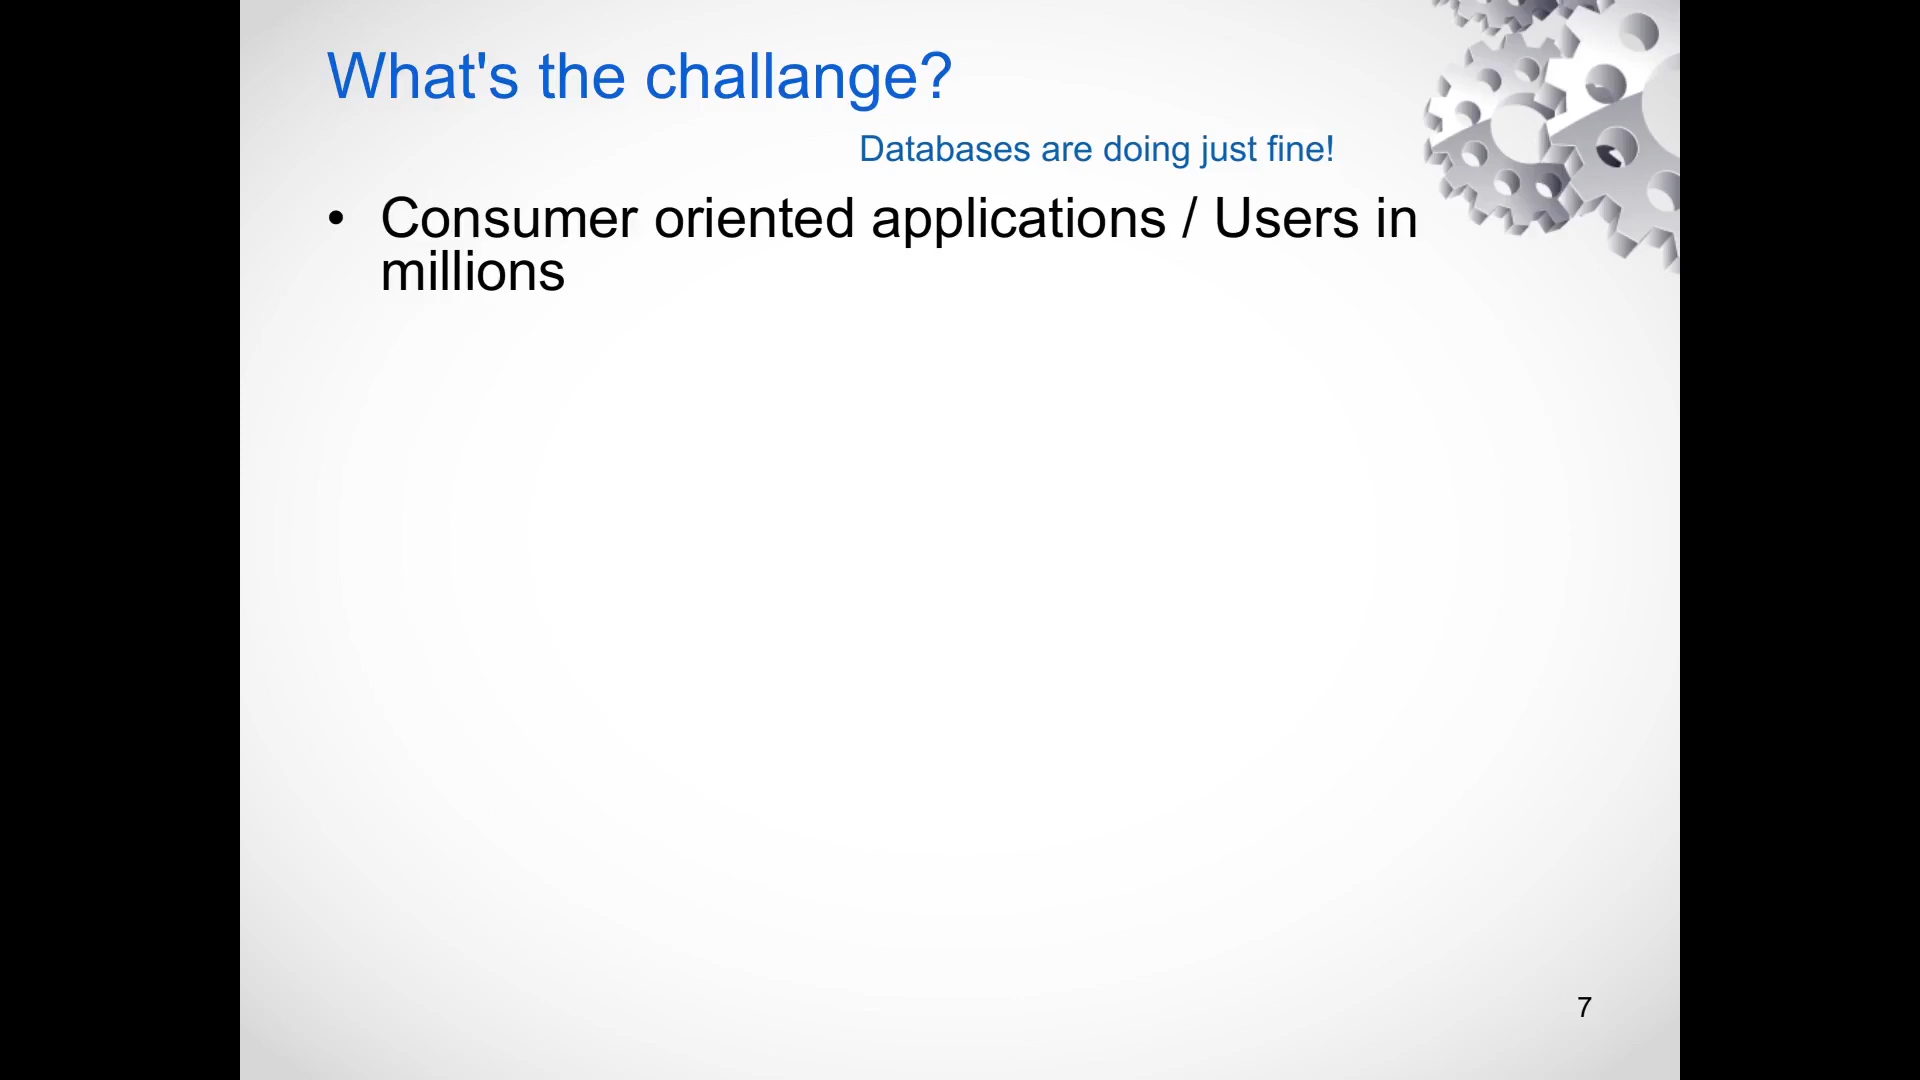 What's the challange?
Databases are doing just fine!
• Consumer oriented applications / Users in
millions
7